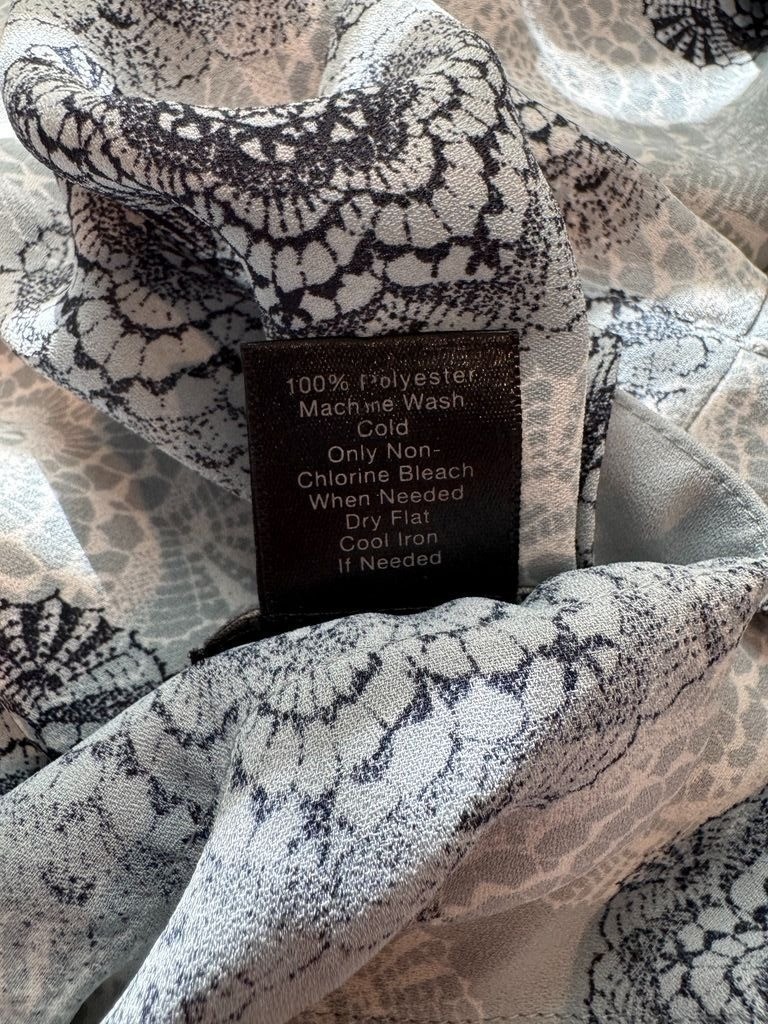 100% Polyester
Machine Wash
Cold
Only Non-
Chlorine Bleach
When Needed
Dry Flat
Cool Iron
If Needed